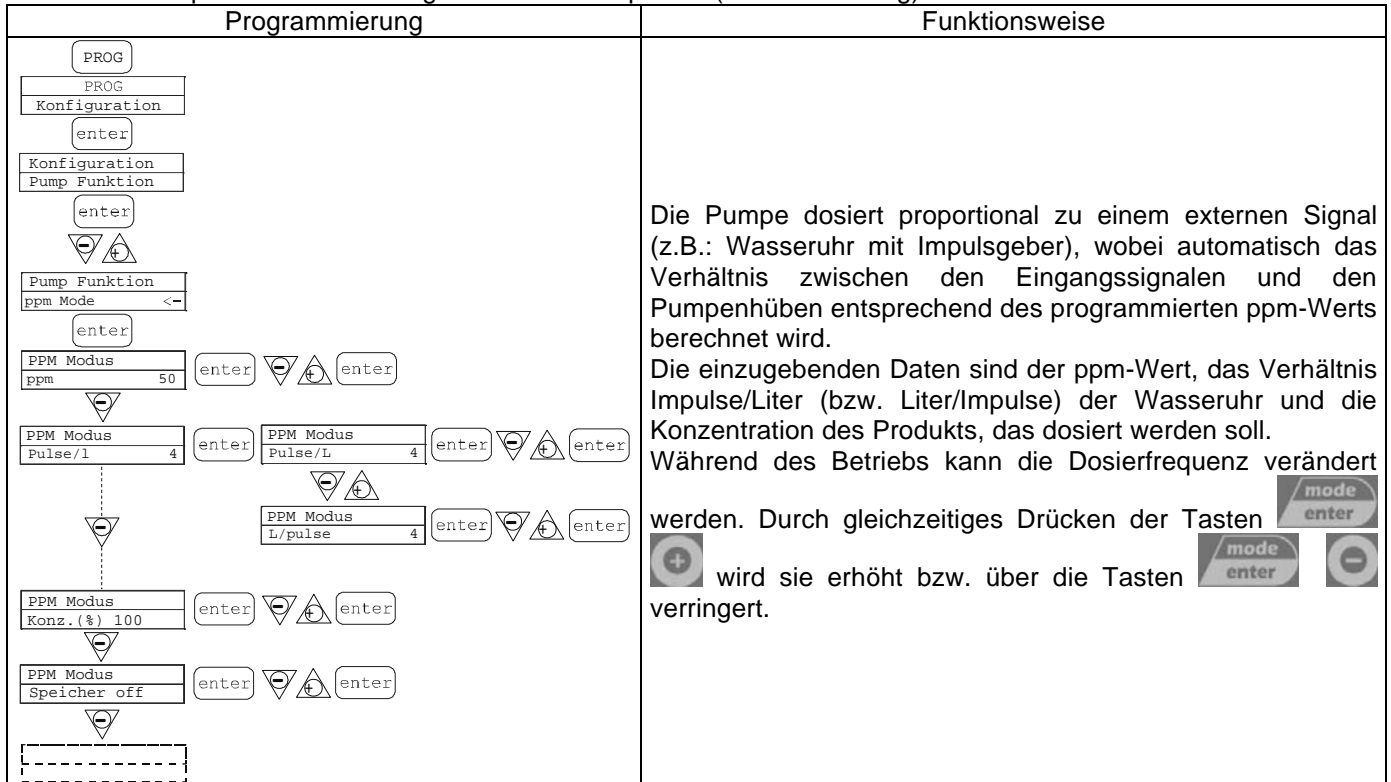 Programmierung
Funktionsweise
PROG
PROG
Konfiguration
enter
Konfiguration
Pump Funktion
enter
Pump Funktion
ppm Mode <-
enter
PPM Modus
ppm 50
enter
enter
PPM Modus
Pulse/l 4
enter
PPM Modus
Pulse/L 4
enter
enter
PPM Modus
L/pulse 4
enter
enter
PPM Modus
Konz.(%) 100
enter
enter
PPM Modus
Speicher off
enter
enter
Die Pumpe dosiert proportional zu einem externen Signal
(z.B.: Wasseruhr mit Impulsgeber), wobei automatisch das
Verhältnis zwischen den Eingangssignalen und den
Pumpenhüben entsprechend des programmierten ppm-Werts
berechnet wird.
Die einzugebenden Daten sind der ppm-Wert, das Verhältnis
Impulse/Liter (bzw. Liter/Impulse) der Wasseruhr und die
Konzentration des Produkts, das dosiert werden soll.
Während des Betriebs kann die Dosierfrequenz verändert
werden. Durch gleichzeitiges Drücken der Tasten mode enter
+ wird sie erhöht bzw. über die Tasten mode enter -
verringert.